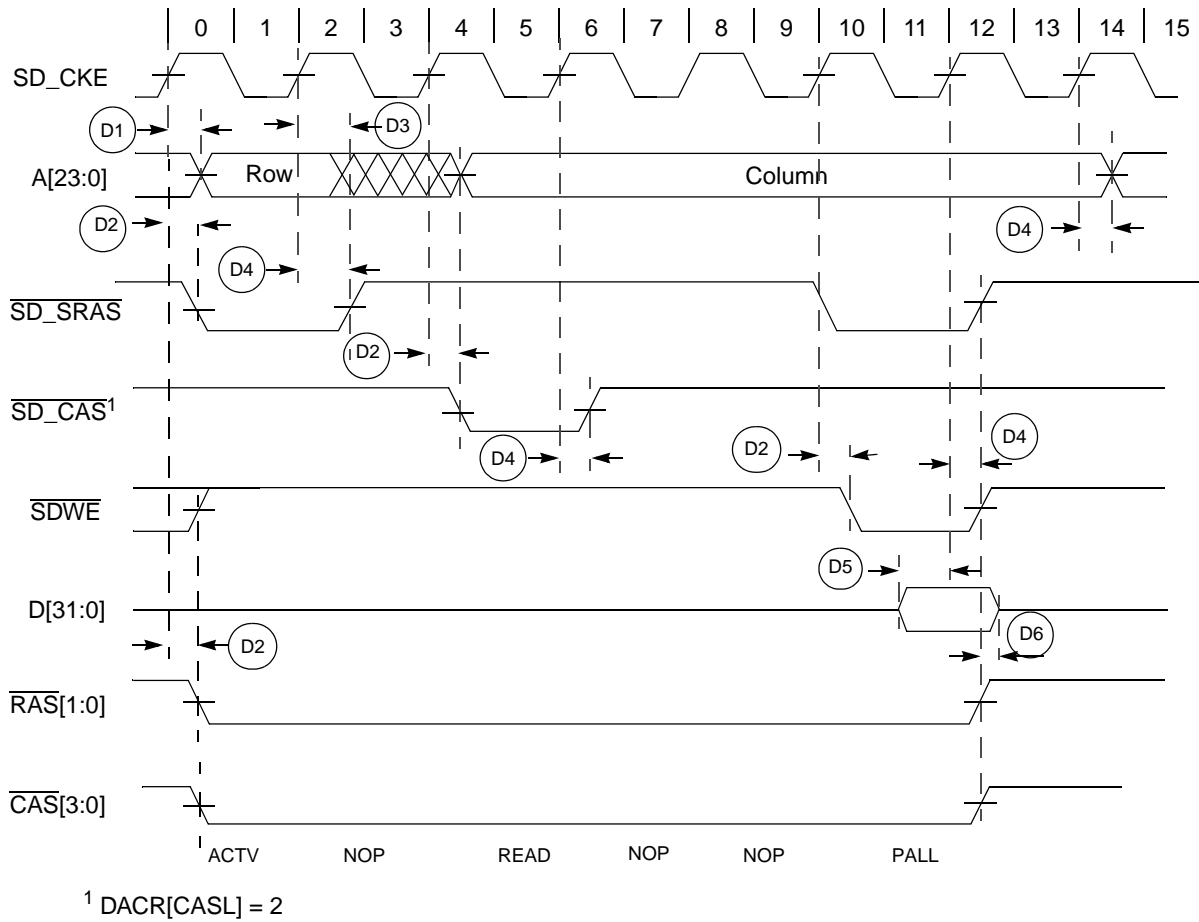 0 1 2 3 4 5 6 7 8 9 10 11 12 13 14 15
SD_CKE
D1
D3
A[23:0]
Row
Column
D2
D4
D4
SD_SRAS
D2
SD_CAS1
D4
D2
D4
SDWE
D5
D[31:0]
D2
D6
RAS[1:0]
CAS[3:0]
ACTV NOP READ NOP NOP PALL
1 DACR[CASL] = 2